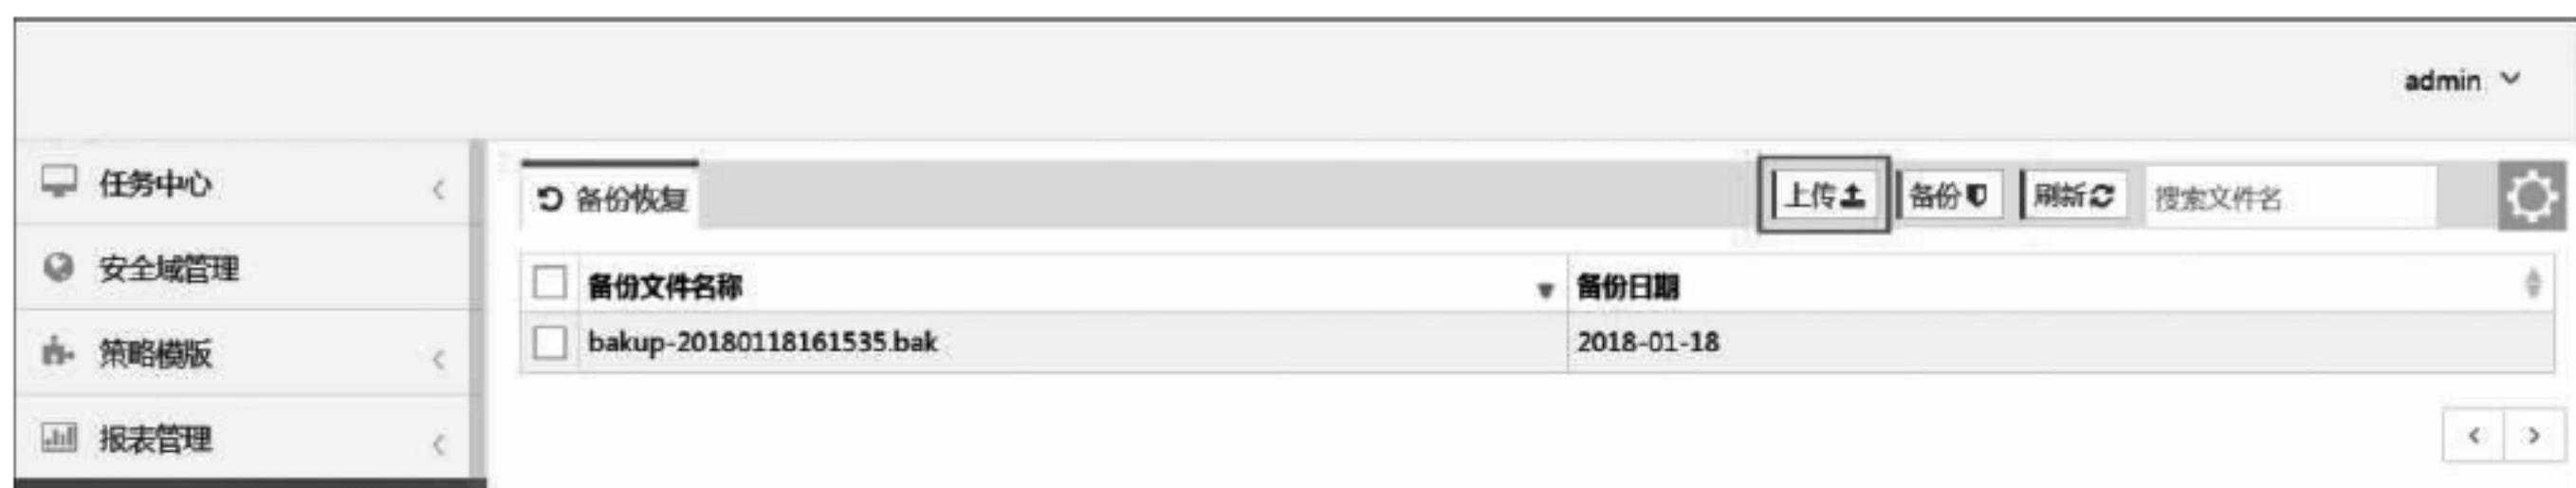 admin
任务中心
安全域管理
策略模版
报表管理
备份恢复
上传 备份 刷新 搜索文件名
备份文件名称 备份日期
bakup-20180118161535.bak 2018-01-18